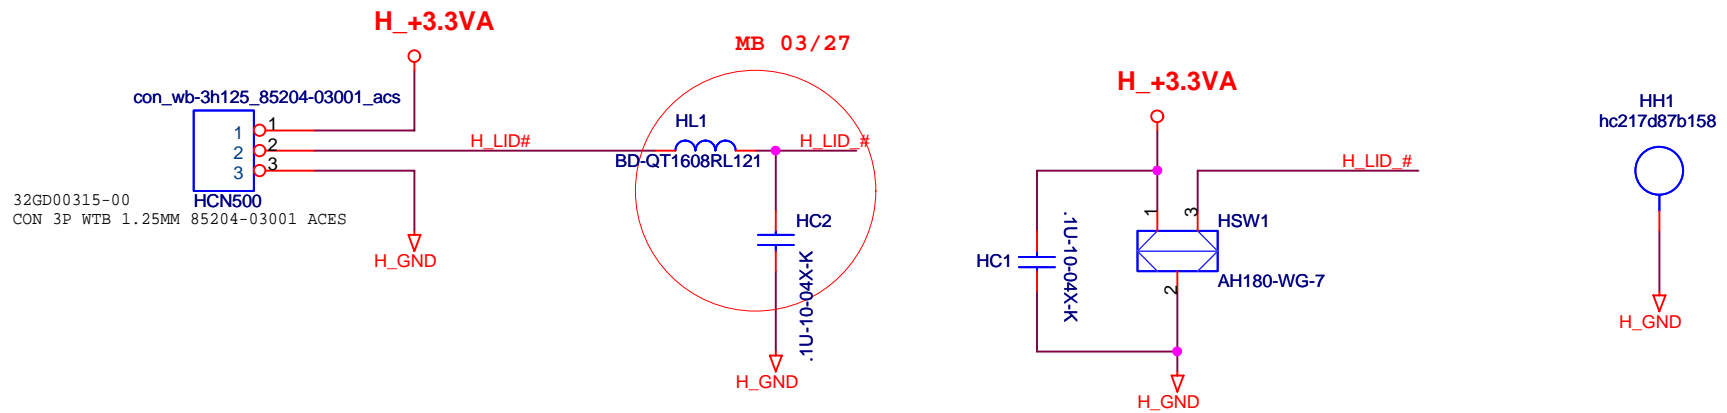 H_+3.3VA
MB 03/27
con_wb-3h125_85204-03001_acs
1
1
2
2
3
3
HCN500
32GD00315-00
CON 3P WTB 1.25MM 85204-03001 ACES
H_GND
H_LID#
HL1
BD-QT1608RL121
H_LID_#
HC2
.1U-10-04X-K
H_GND
H_+3.3VA
H_LID_#
1
3
HSW1
HC1
.1U-10-04X-K
AH180-WG-7
2
H_GND
HH1
hc217d87b158
H_GND